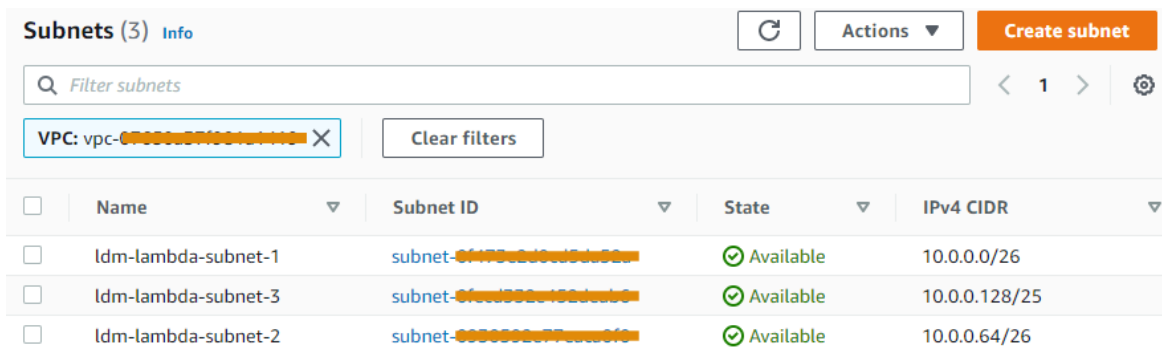 Subnets (3) Info Actions Create subnet
Filter subnets 1
VPC: vpc- Clear filters
Name Subnet ID State IPv4 CIDR
ldm-lambda-subnet-1 subnet- Available 10.0.0.0/26
ldm-lambda-subnet-3 subnet- Available 10.0.0.128/25
ldm-lambda-subnet-2 subnet- Available 10.0.0.64/26